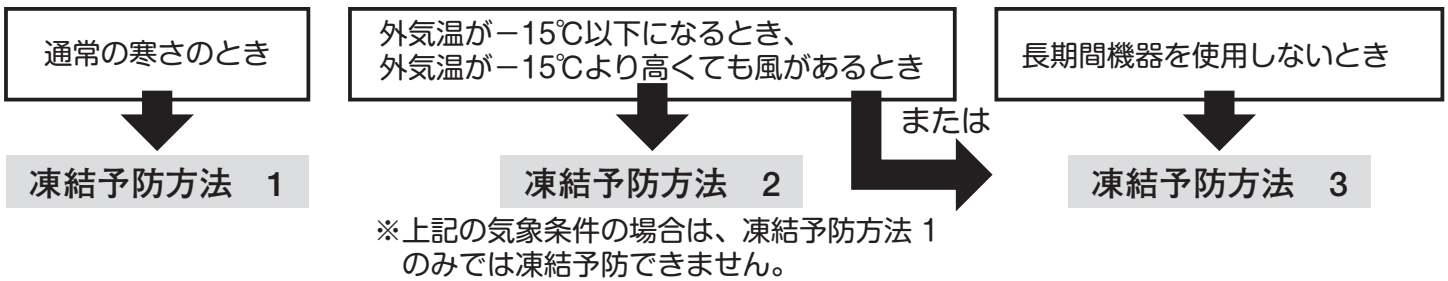 通常の寒さのとき
外気温が－15℃以下になるとき、
外気温が－15℃より高くても風があるとき
長期間機器を使用しないとき
または
凍結予防方法　1
凍結予防方法　2
凍結予防方法　3
※上記の気象条件の場合は、凍結予防方法 1
のみでは凍結予防できません。